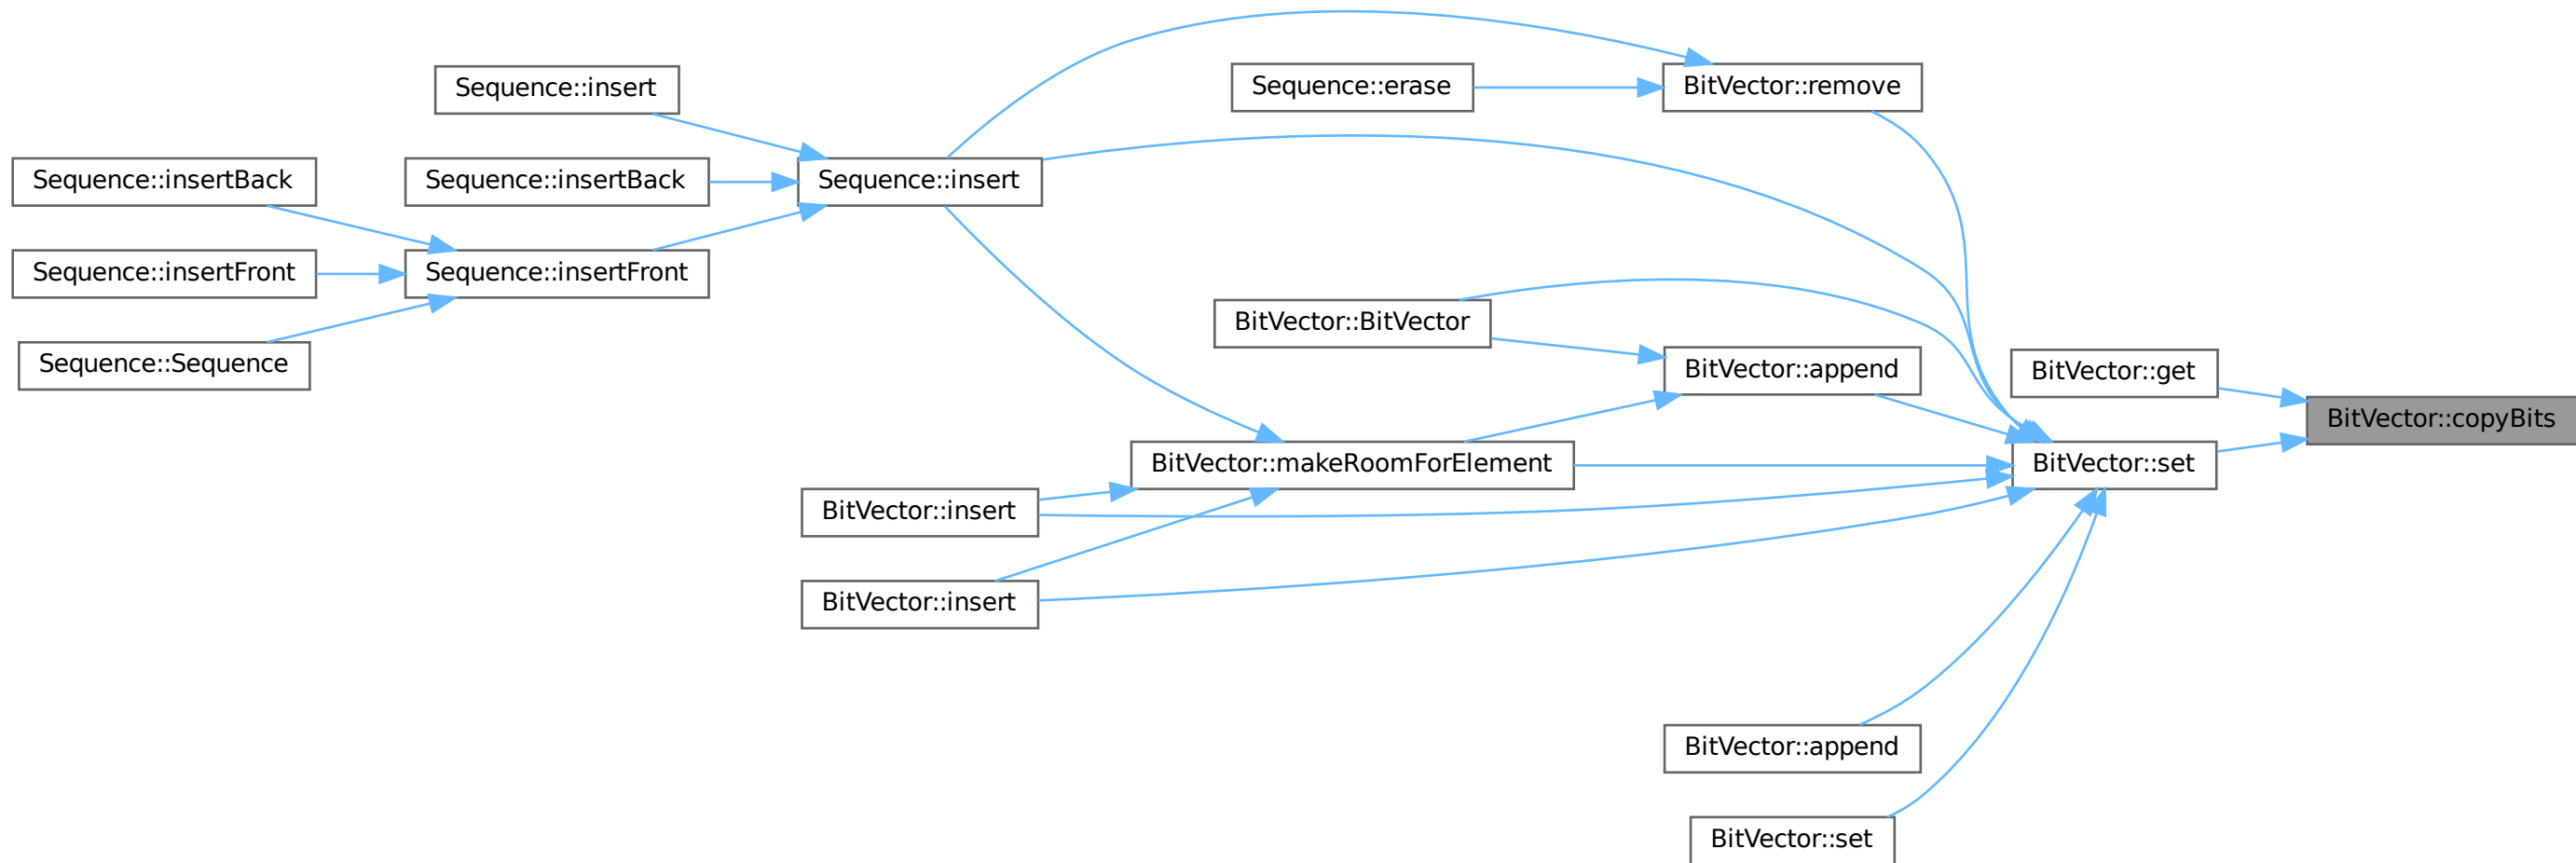 Sequence::insert
Sequence::erase
BitVector::remove
Sequence::insertBack
Sequence::insertBack
Sequence::insert
Sequence::insertFront
Sequence::insertFront
BitVector::BitVector
Sequence::Sequence
BitVector::append
BitVector::get
BitVector::copyBits
BitVector::makeRoomForElement
BitVector::set
BitVector::insert
BitVector::insert
BitVector::append
BitVector::set